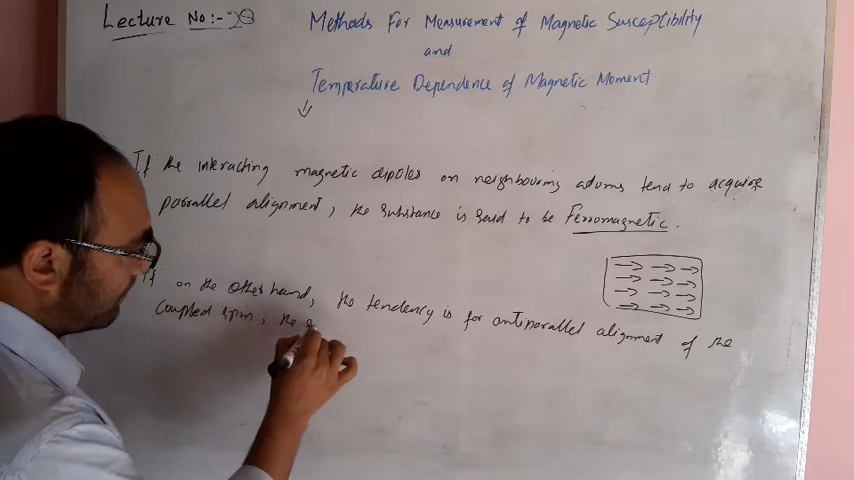 Lecture No :-
Methods For Measurement of Magnetic Susceptibility
and
Temperature Dependence of Magnetic Moment
If the interacting magnetic dipoles on neighbouring atoms tend to acquire
parallel alignment, the substance is said to be Ferromagnetic.
If on the other hand, the tendency is for antiparallel alignment of the
coupled spin, the s